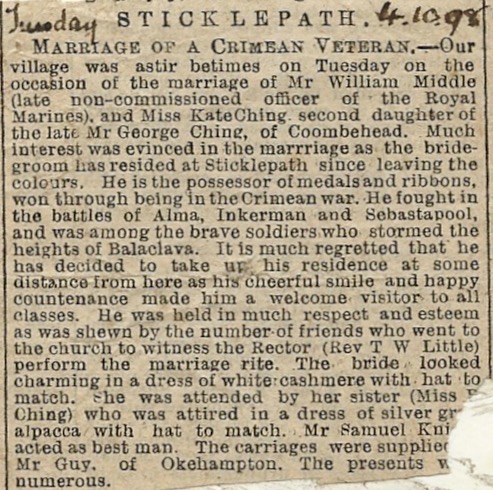 Tuesday
STICKLEPATH. 4.10.98
MARRIAGE OF A CRIMEAN VETERAN.—Our
village was astir betimes on Tuesday on the
occasion of the marriage of Mr William Middle
(late non-commissioned officer of the Royal
Marines), and Miss KateChing. second daughter of
the late Mr George Ching, of Coombehead. Much
interest was evinced in the marrriage as the bride-
groom has resided at Sticklepath since leaving the
colours. He is the possessor of medals and ribbons,
won through being in the Crimean war. He fought in
the battles of Alma, Inkerman and Sebastapool,
and was among the brave soldiers who stormed the
heights of Balaclava. It is much regretted that he
has decided to take up his residence at some
distance from here as his cheerful smile and happy
countenance made him a welcome visitor to all
classes. He was held in much respect and esteem
as was shewn by the number of friends who went to
the church to witness the Rector (Rev T W Little)
perform the marriage rite. The bride looked
charming in a dress of white cashmere with hat to
match. She was attended by her sister (Miss
Ching) who was attired in a dress of silver
alpacca with hat to match. Mr Samuel Kni
acted as best man. The carriages were supplie
Mr Guy, of Okehampton. The presents
numerous.